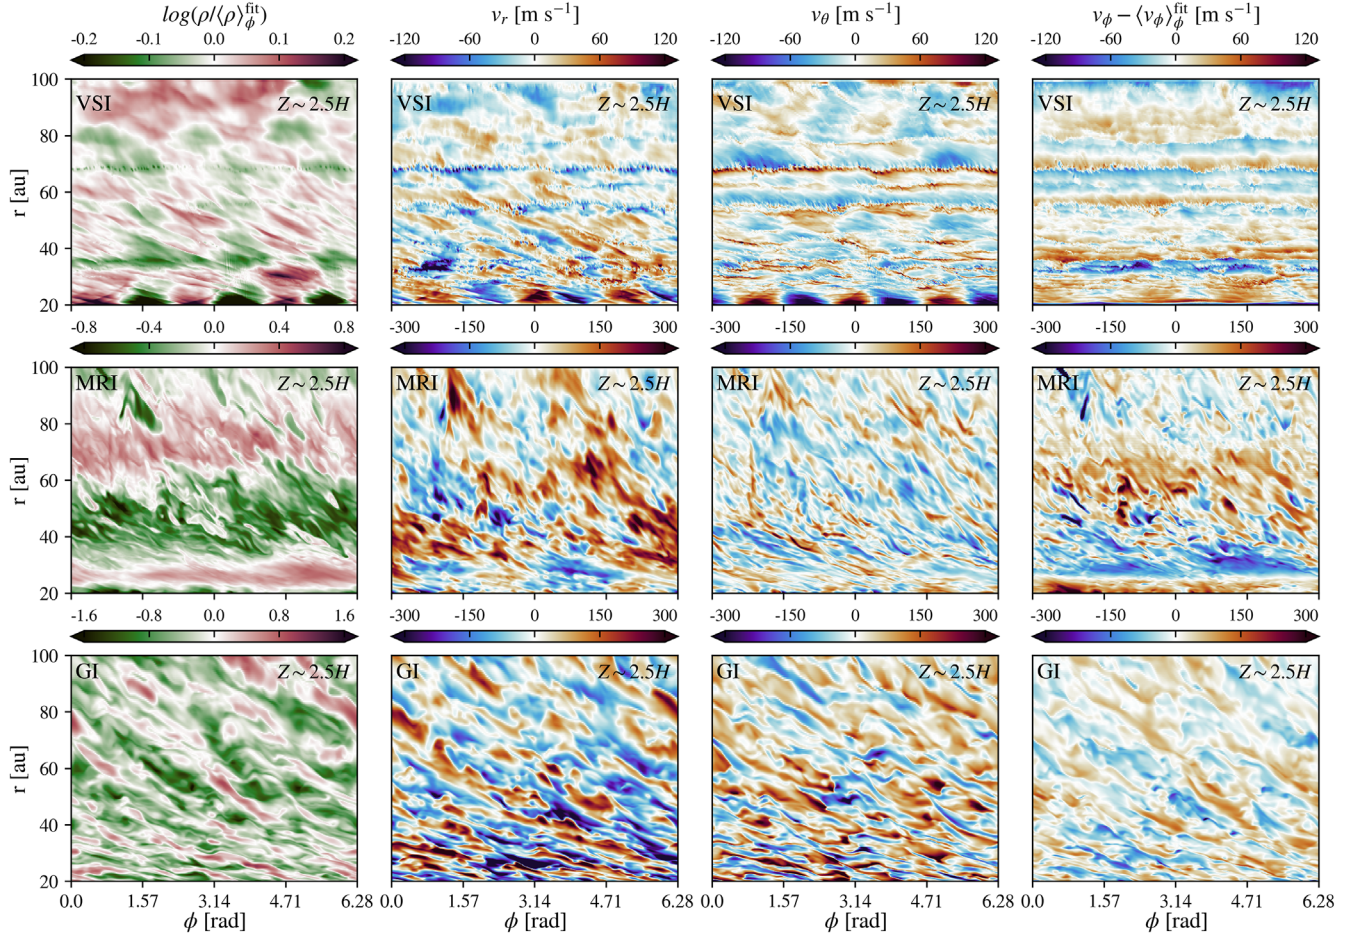 log(ρ/⟨ρ⟩ϕ^fit) v_r [m s⁻¹] v_θ [m s⁻¹] v_ϕ − ⟨v_ϕ⟩ϕ^fit [m s⁻¹]
-0.2 -0.1 0.0 0.1 0.2 -120 -60 0 60 120 -120 -60 0 60 120 -120 -60 0 60 120
100 VSI Z ~ 2.5H VSI Z ~ 2.5H VSI Z ~ 2.5H VSI Z ~ 2.5H
80
60
r [au]
40
20
-0.8 -0.4 0.0 0.4 0.8 -300 -150 0 150 300 -300 -150 0 150 300 -300 -150 0 150 300
100 MRI Z ~ 2.5H MRI Z ~ 2.5H MRI Z ~ 2.5H MRI Z ~ 2.5H
80
60
r [au]
40
20
-1.6 -0.8 0.0 0.8 1.6 -300 -150 0 150 300 -300 -150 0 150 300 -300 -150 0 150 300
100 GI Z ~ 2.5H GI Z ~ 2.5H GI Z ~ 2.5H GI Z ~ 2.5H
80
60
r [au]
40
20
0.0 1.57 3.14 4.71 6.28 0.0 1.57 3.14 4.71 6.28 0.0 1.57 3.14 4.71 6.28 0.0 1.57 3.14 4.71 6.28
ϕ [rad] ϕ [rad] ϕ [rad] ϕ [rad]